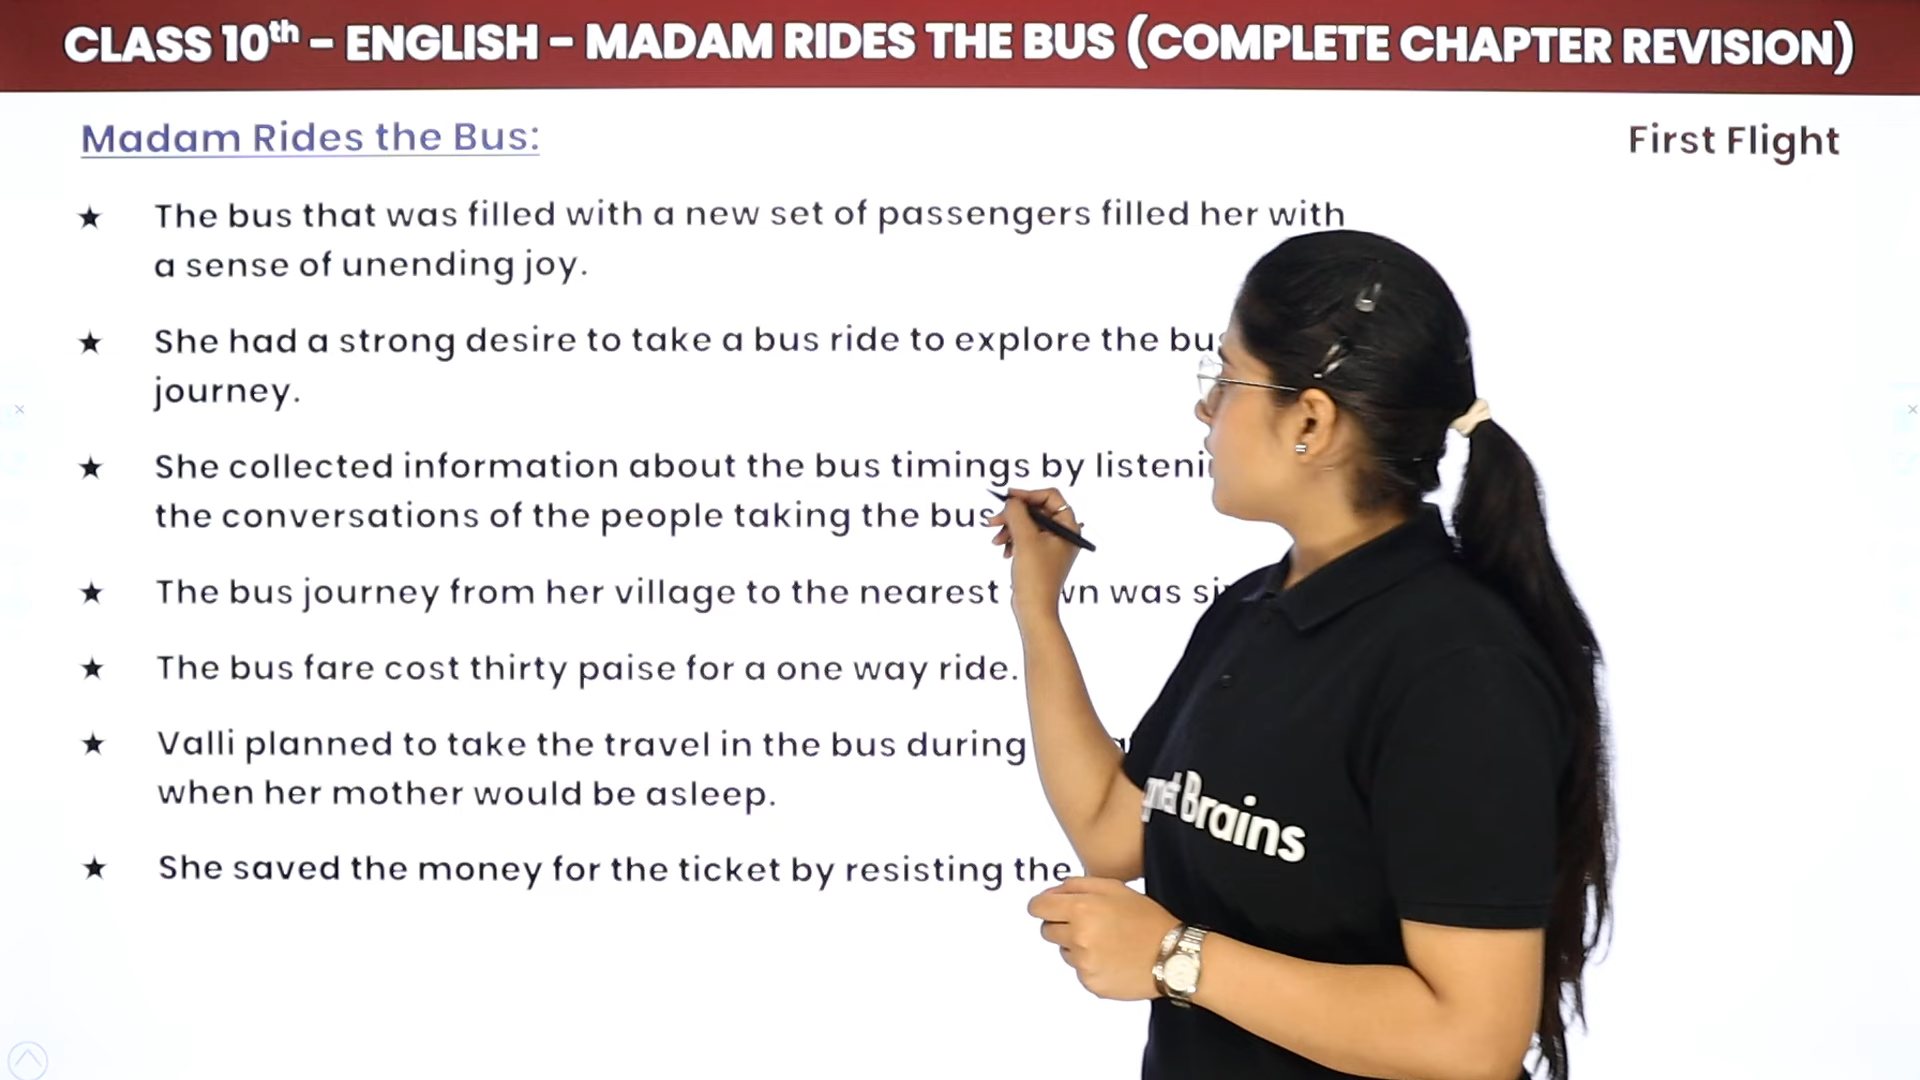 CLASS 10th - ENGLISH - MADAM RIDES THE BUS (COMPLETE CHAPTER REVISION)
Madam Rides the Bus:
First Flight
★ The bus that was filled with a new set of passengers filled her with
a sense of unending joy.
★ She had a strong desire to take a bus ride to explore the
journey.
★ She collected information about the bus timings by
the conversations of the people taking the bus
★ The bus journey from her village to the nearest was
★ The bus fare cost thirty paise for a one way ride.
★ Valli planned to take the travel in the bus during
when her mother would be asleep.
★ She saved the money for the ticket by resisting the
Brains